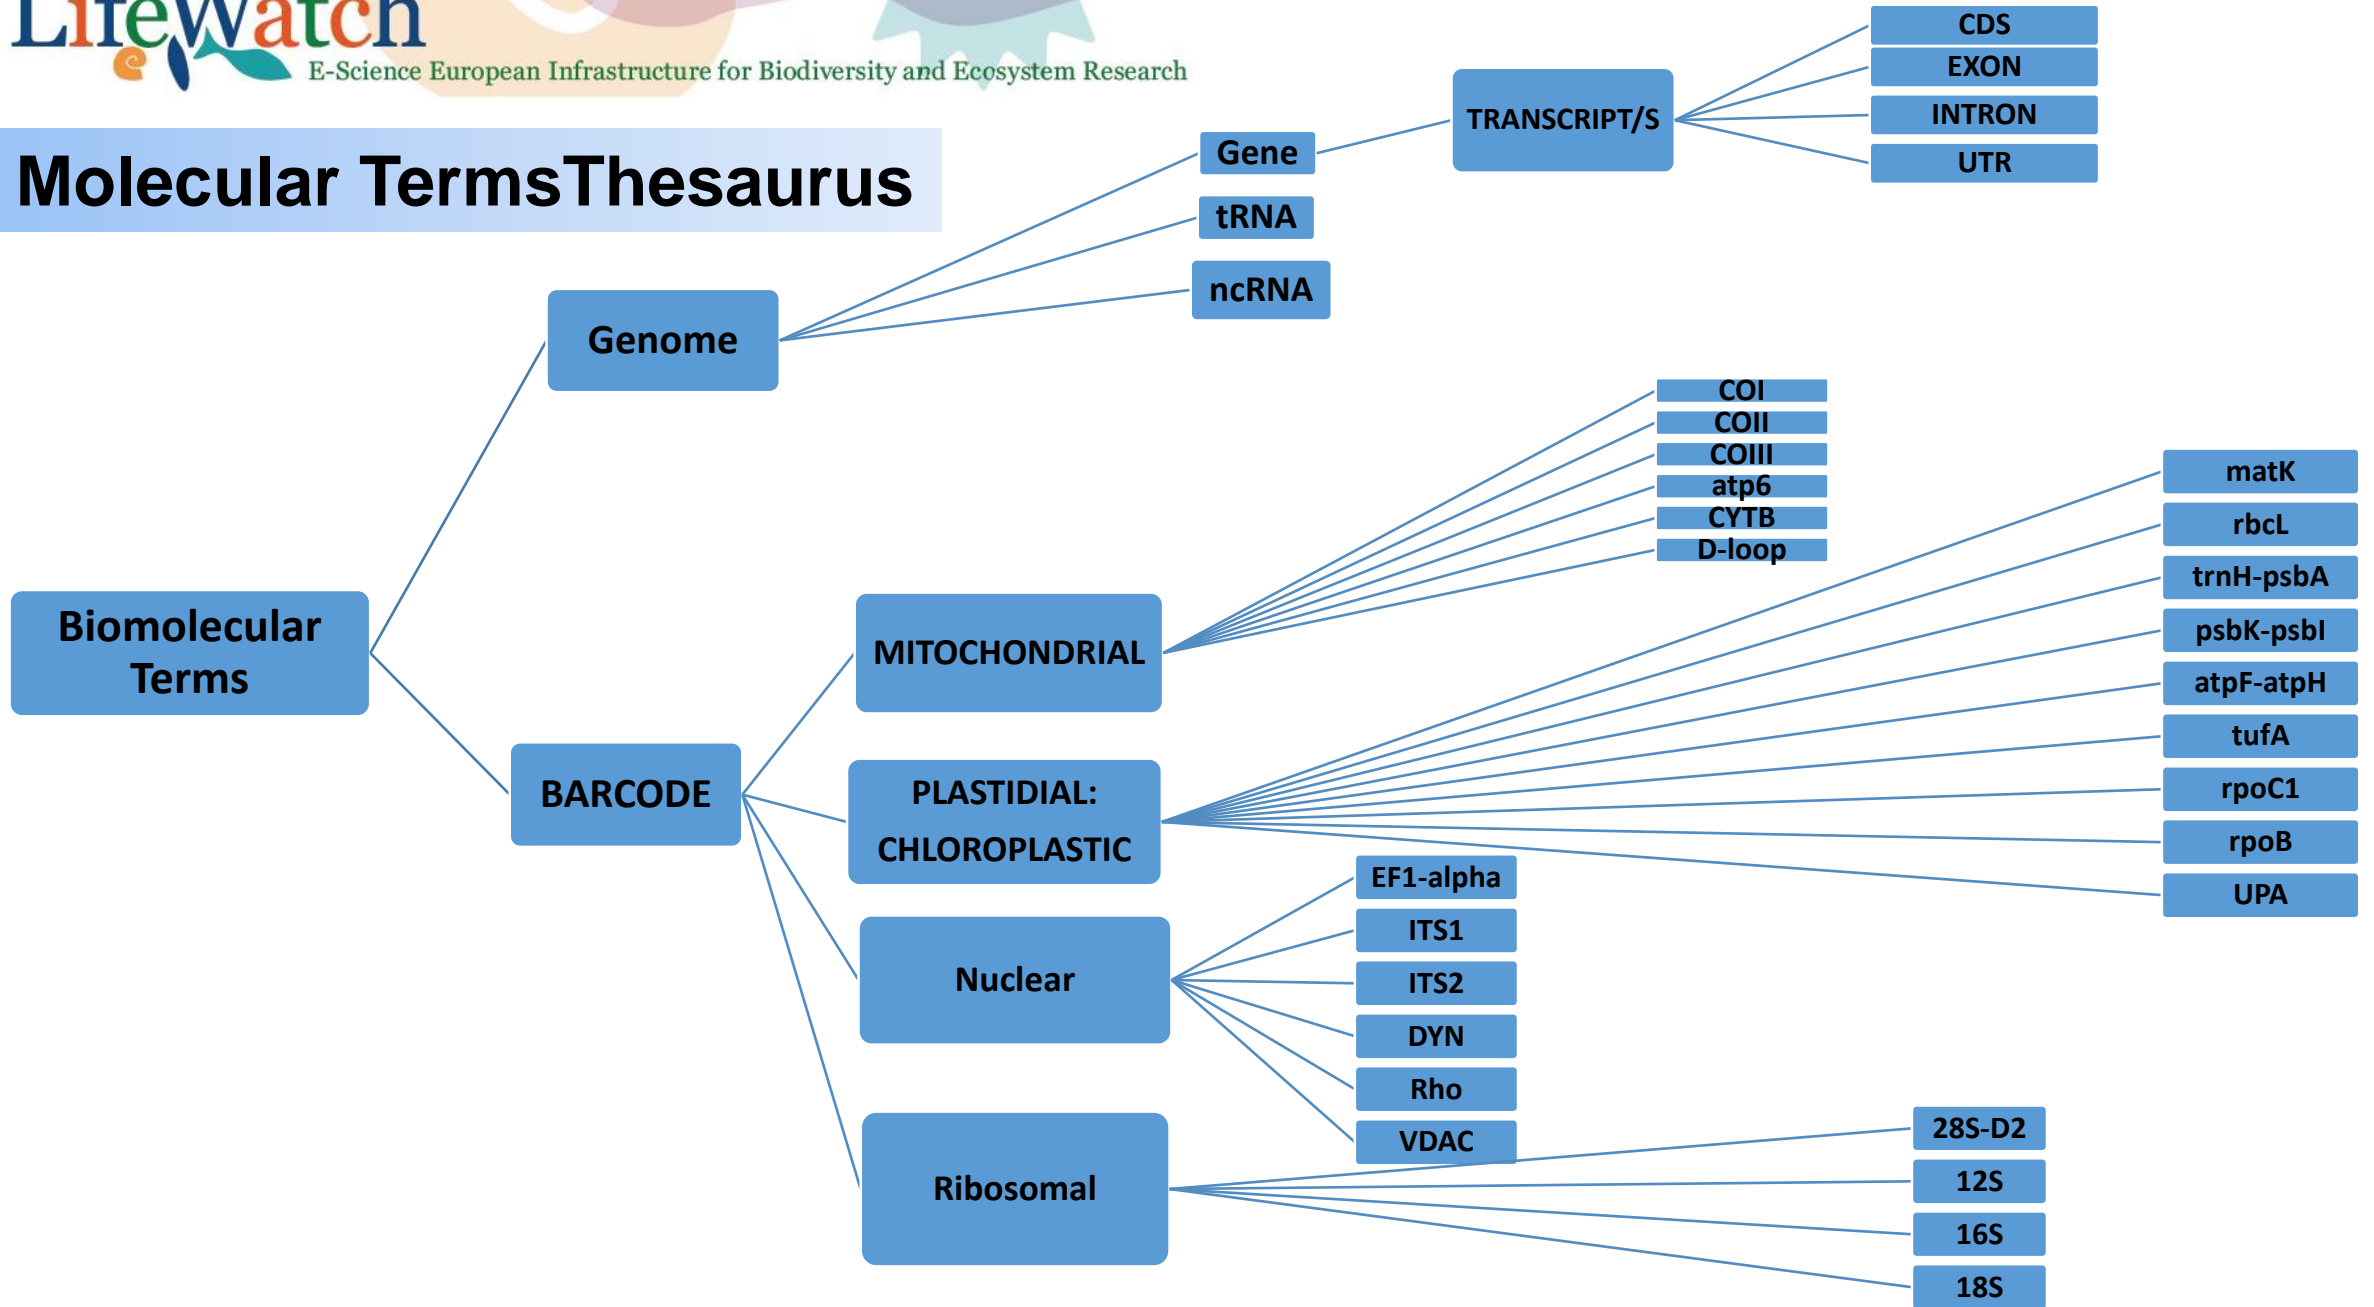 LifeWatch
E-Science European Infrastructure for Biodiversity and Ecosystem Research
Molecular TermsThesaurus
Biomolecular
Terms
Genome
Gene
tRNA
ncRNA
TRANSCRIPT/S
CDS
EXON
INTRON
UTR
BARCODE
MITOCHONDRIAL
COI
COII
COIII
atp6
CYTB
D-loop
PLASTIDIAL:
CHLOROPLASTIC
matK
rbcL
trnH-psbA
psbK-psbI
atpF-atpH
tufA
rpoC1
rpoB
UPA
Nuclear
EF1-alpha
ITS1
ITS2
DYN
Rho
VDAC
Ribosomal
28S-D2
12S
16S
18S